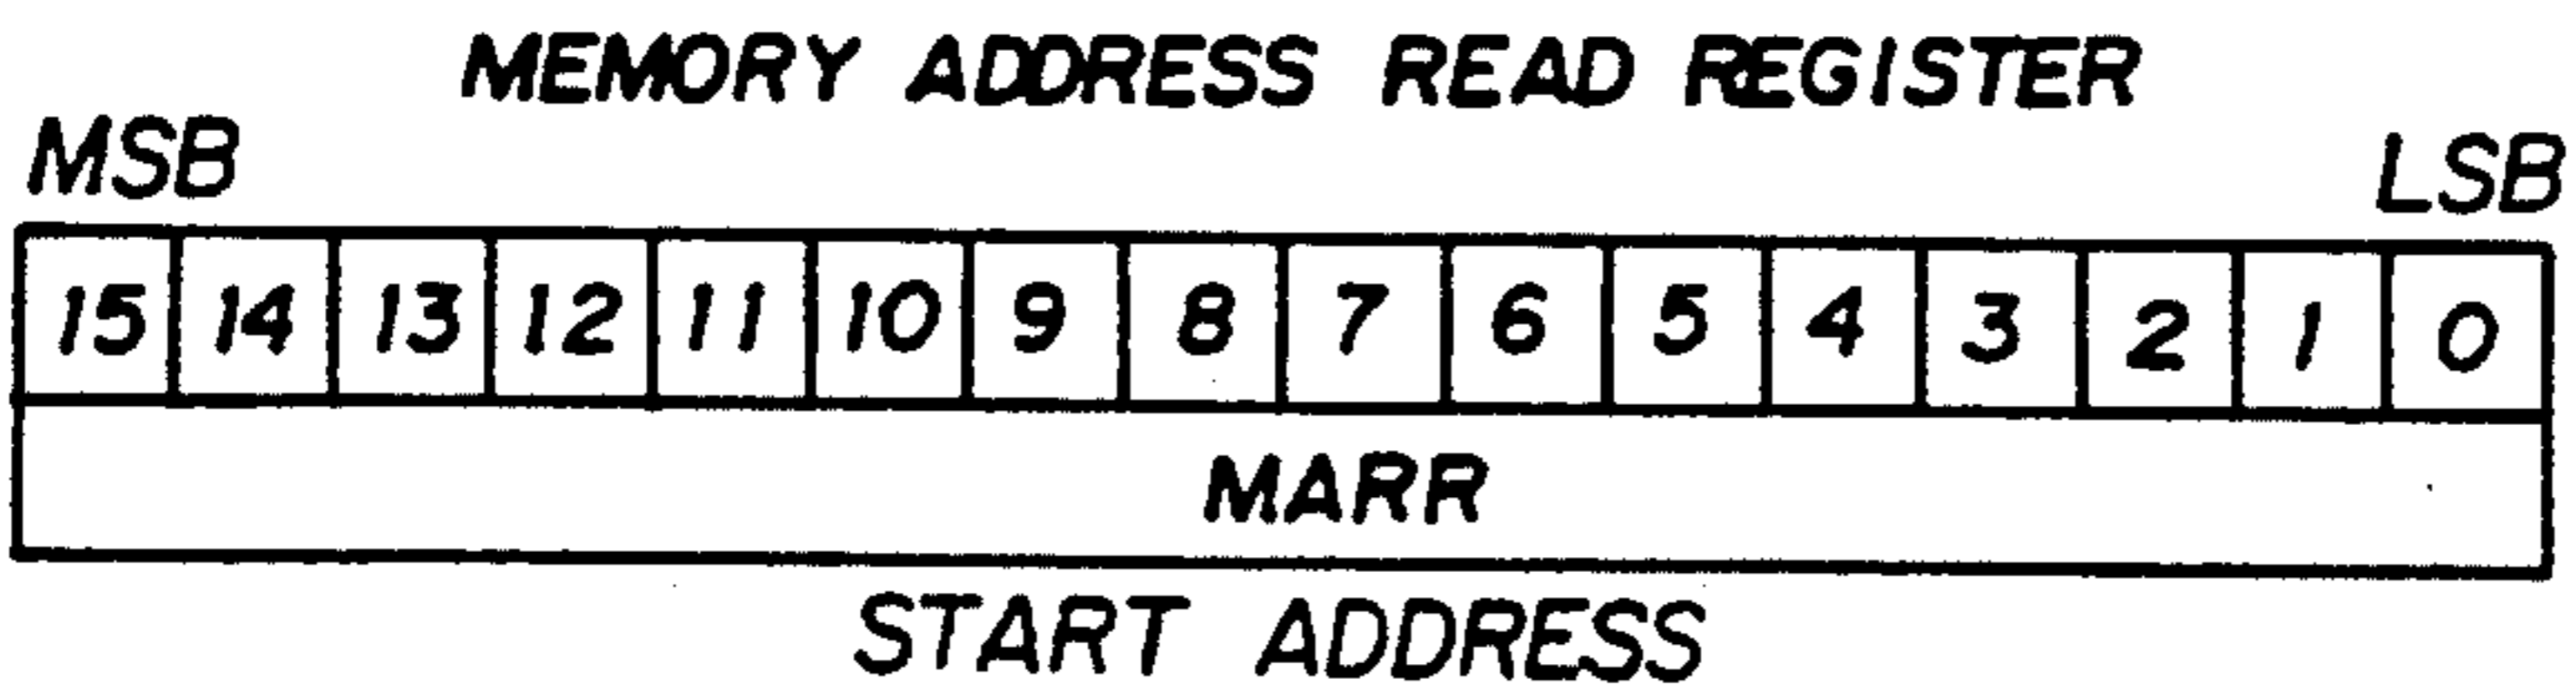 MEMORY ADDRESS READ REGISTER
MSB LSB
15 14 13 12 11 10 9 8 7 6 5 4 3 2 1 0
MARR
START ADDRESS